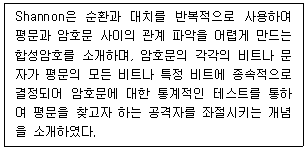 Shannon은 순환과 대치를 반복적으로 사용하여
평문과 암호문 사이의 관계 파악을 어렵게 만드는
합성암호를 소개하며, 암호문의 각각의 비트나 문
자가 평문의 모든 비트나 특정 비트에 종속적으로
결정되어 암호문에 대한 통계적인 테스트를 통하
여 평문을 찾고자 하는 공격자를 좌절시키는 개념
을 소개하였다.